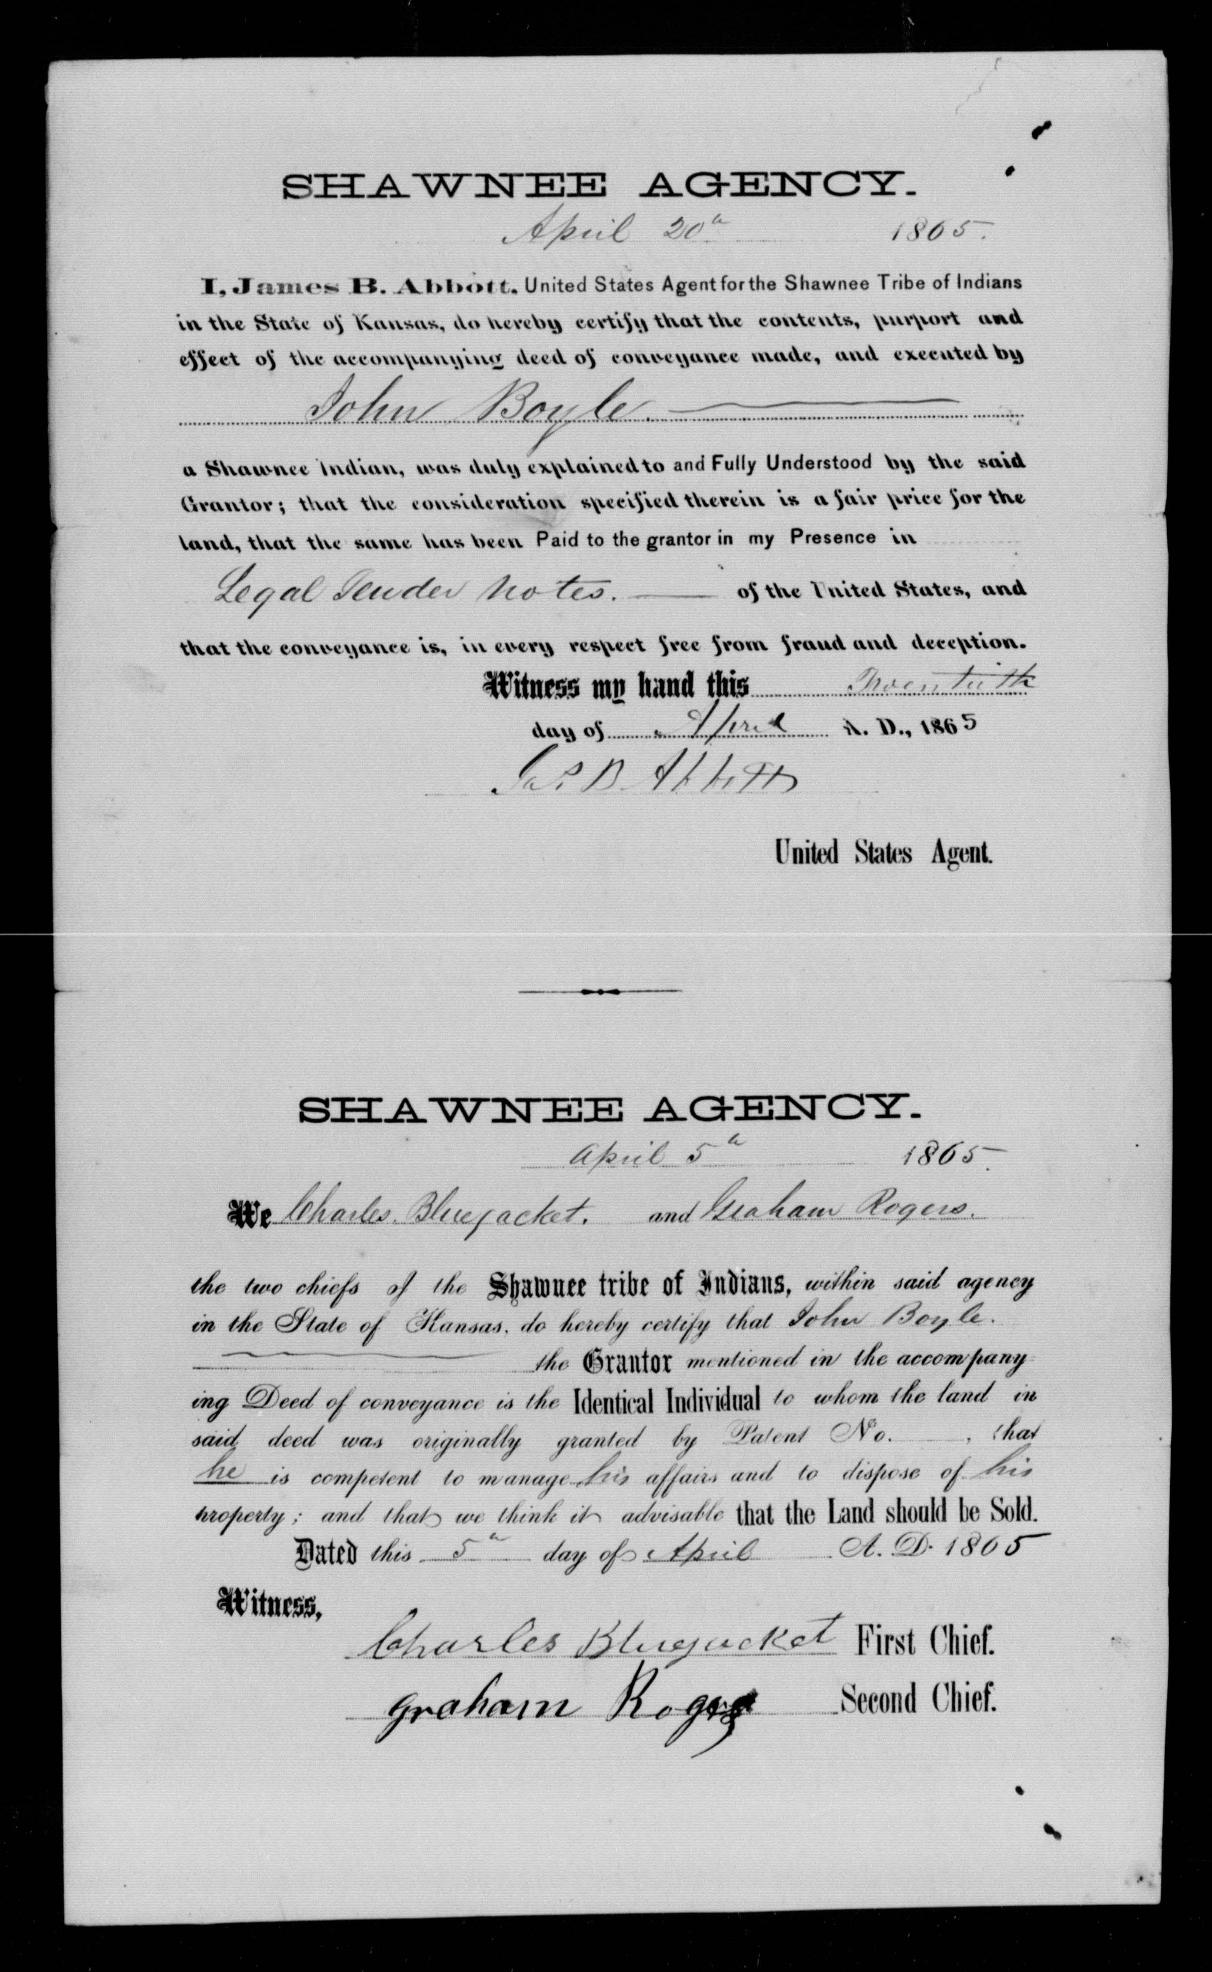 SHAWNEE AGENCY.
April 20th 1865.
I, James B. Abbott, United States Agent for the Shawnee Tribe of Indians
in the State of Kansas, do hereby certify that the contents, purport and
effect of the accompanying deed of conveyance made, and executed by
John Boyle.
a Shawnee Indian, was duly explained to and Fully Understood by the said
Grantor; that the consideration specified therein is a fair price for the
land, that the same has been Paid to the grantor in my Presence in
Legal Tender Notes. of the United States, and
that the conveyance is, in every respect free from fraud and deception.
Witness my hand this Twentieth
day of April A. D., 1865
Jas B Abbott
United States Agent.
SHAWNEE AGENCY.
April 5th 1865.
We Charles Bluejacket. and Graham Rogers.
the two chiefs of the Shawnee tribe of Indians, within said agency
in the State of Kansas, do hereby certify that John Boyle.
the Grantor mentioned in the accompany
ing Deed of conveyance is the Identical Individual to whom the land in
said deed was originally granted by Patent No. , that
he is competent to manage his affairs and to dispose of his
property; and that we think it advisable that the Land should be Sold.
Dated this 5th day of April A. D. 1865
Witness,
Charles Bluejacket First Chief.
graham Rogers Second Chief.